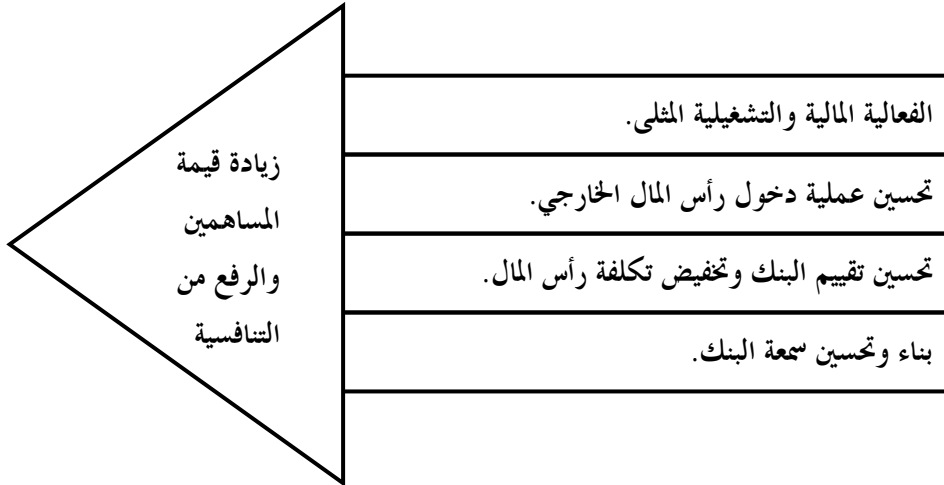 الفعالية المالية والتشغيلية المثلى.
تحسين عملية دخول رأس المال الخارجي.
تحسين تقييم البنك وتخفيض تكلفة رأس المال.
بناء وتحسين سمعة البنك.
زيادة قيمة
المساهمين
والرفع من
التنافسية